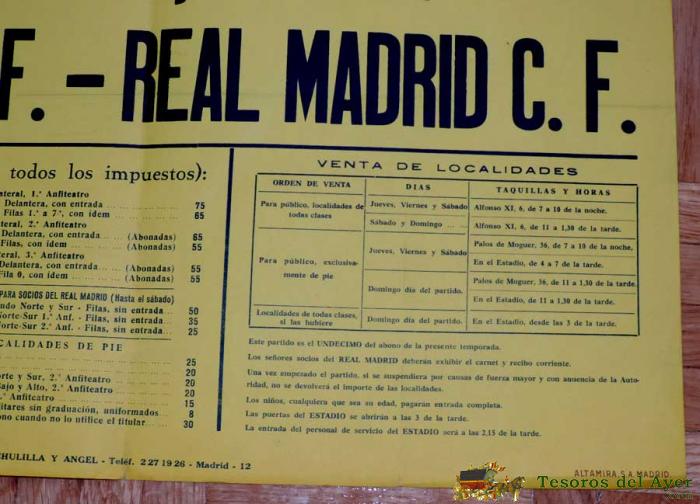 F. - REAL MADRID C. F.
todos los impuestos):
ateral, 1.ª Anfiteatro
Delantera, con entrada 75
Filas 1.ª a 7.ª, con ídem 65
teral, 2.º Anfiteatro
Delantera, con entrada (Abonadas) 65
Filas, con ídem (Abonadas) 55
teral, 3.ª Anfiteatro
elantera, con entrada (Abonadas) 55
Fila 0, con ídem (Abonadas) 55
PARA SOCIOS DEL REAL MADRID (Hasta el sábado)
ndo Norte y Sur - Filas, sin entrada 50
Norte-Sur 1.ª Anf. - Filas, sin entrada 35
Norte-Sur 2.ª Anf. - Filas, sin entrada 25
CALIDADES DE PIE
25
orte y Sur, 2.º Anfiteatro 20
Bajo y Alto, 2.º Anfiteatro 20
.º Anfiteatro 15
litares sin graduación, uniformados 8
ono cuando no lo utilice el titular 30
VENTA DE LOCALIDADES
ORDEN DE VENTA DIAS TAQUILLAS Y HORAS
Para público, localidades de todas clases
Jueves, Viernes y Sábado Alfonso XI, 6, de 7 a 10 de la noche.
Sábado y Domingo Alfonso XI, 6, de 11 a 1,30 de la tarde.
Para público, exclusivamente de pie
Jueves, Viernes y Sábado Palos de Moguer, 36, de 7 a 10 de la noche.
En el Estadio, de 4 a 7 de la tarde.
Domingo día del partido. Palos de Moguer, 36, de 11 a 1,30 de la tarde.
En el Estadio, de 11 a 1,30 de la tarde.
Localidades de todas clases, si las hubiere
Domingo día del partido. En el Estadio, desde las 3 de la tarde.
Este partido es el UNDECIMO del abono de la presente temporada.
Los señores socios del REAL MADRID deberán exhibir el carnet y recibo corriente.
Una vez empezado el partido, si se suspendiera por causas de fuerza mayor y con anuencia de la Auto-
ridad, no se devolverá el importe de las localidades.
Los niños, cualquiera que sea su edad, pagarán entrada completa.
Las puertas del ESTADIO se abrirán a las 3 de la tarde.
La entrada del personal de servicio del ESTADIO será a las 2,15 de la tarde.
CHULILLA Y ANGEL - Teléf. 2 27 19 26 - Madrid - 12
ALTAMIRA, S. A. MADRID
Tesoros del Ayer
.com